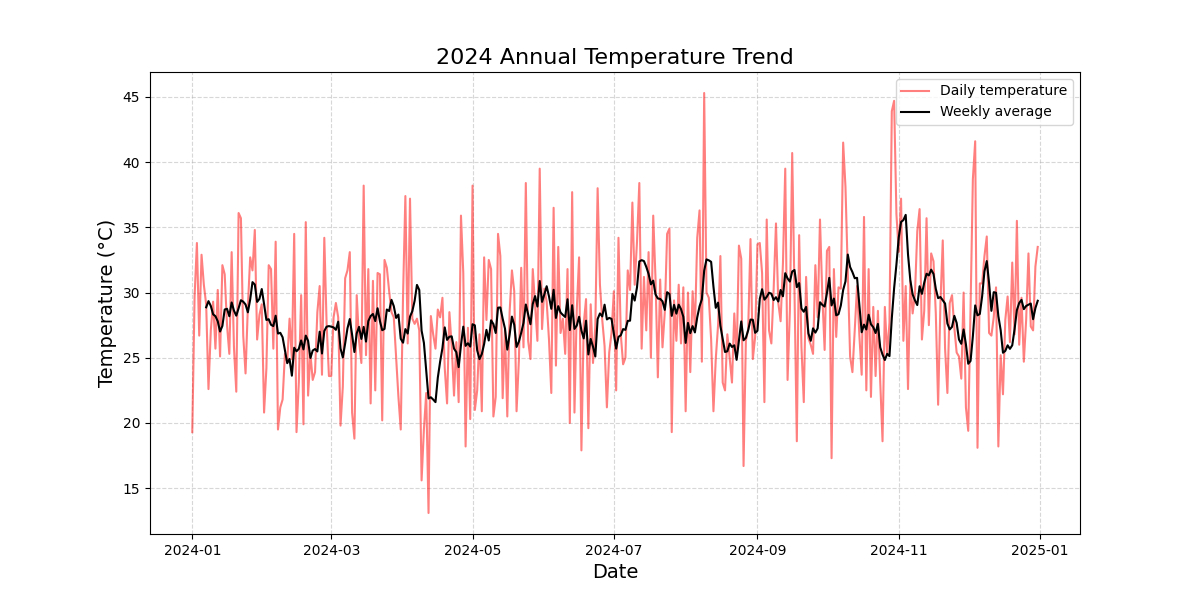 2024 Annual Temperature Trend
Temperature (°C)
45
40
35
30
25
20
15
Daily temperature
Weekly average
2024-01 2024-03 2024-05 2024-07 2024-09 2024-11 2025-01
Date